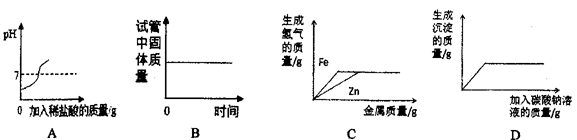 pH
7
0
加入稀盐酸的质量/g
A
试管
中固
体质
量
0
时间
B
生成
氢气
的质
量/g
Fe
Zn
0
金属质量/g
C
生成
沉淀
的质
量/g
0
加入碳酸钠溶
液的质量/g
D